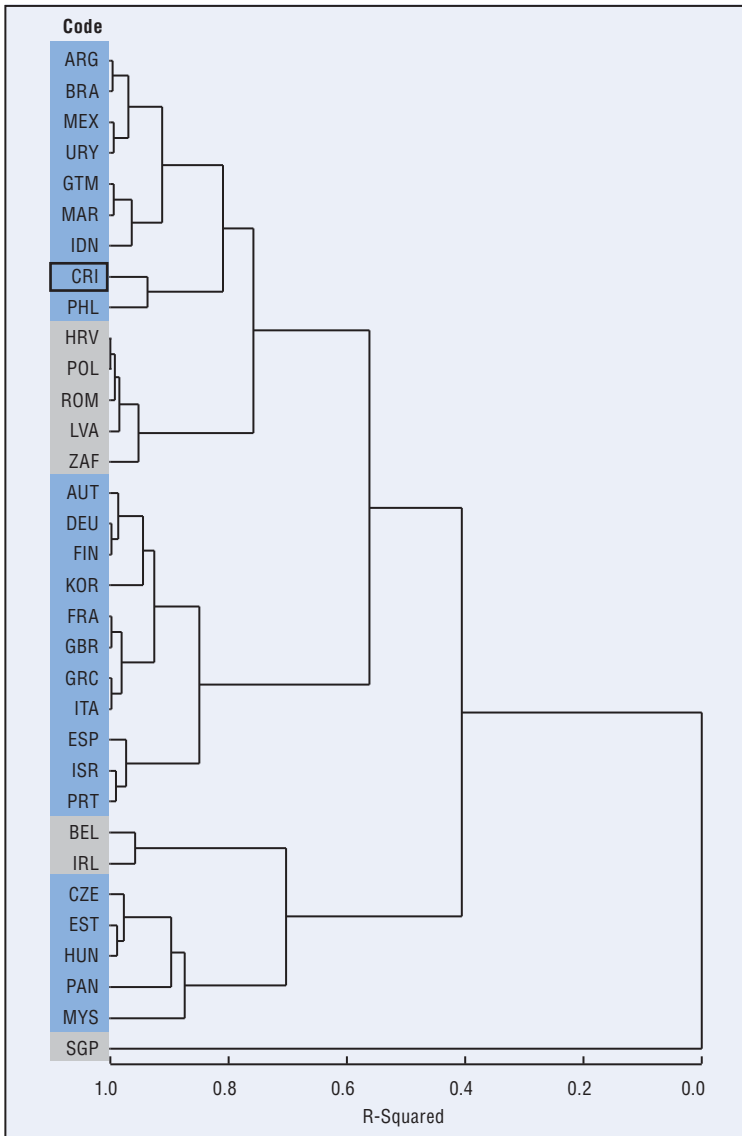 Code
ARG
BRA
MEX
URY
GTM
MAR
IDN
CRI
PHL
HRV
POL
ROM
LVA
ZAF
AUT
DEU
FIN
KOR
FRA
GBR
GRC
ITA
ESP
ISR
PRT
BEL
IRL
CZE
EST
HUN
PAN
MYS
SGP
1.0 0.8 0.6 0.4 0.2 0.0
R-Squared